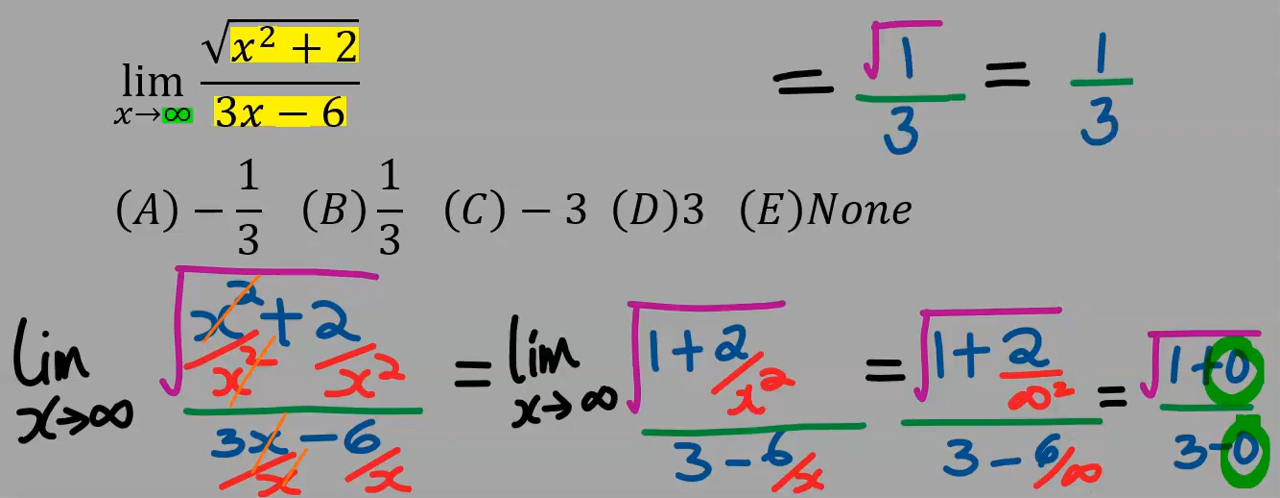 lim x→∞ √(x² + 2) / (3x − 6)
= √1 / 3 = 1 / 3
(A) − 1/3 (B) 1/3 (C) − 3 (D) 3 (E) None
lim x→∞ √(x²/x² + 2/x²) / (3x/x − 6/x) = lim x→∞ √(1 + 2/x²) / (3 − 6/x) = √(1 + 2/∞²) / (3 − 6/∞) = √(1+0) / (3−0)